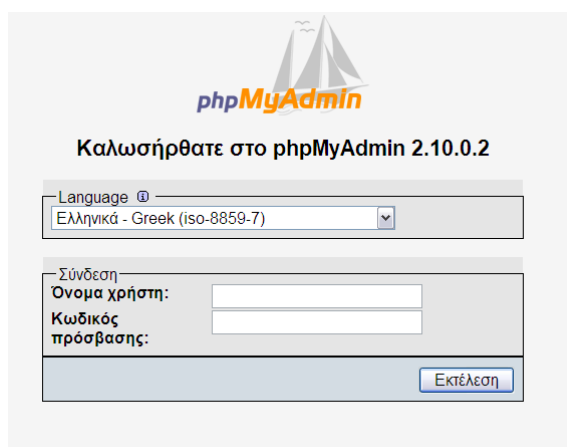 phpMyAdmin
Καλωσήρθατε στο phpMyAdmin 2.10.0.2
Language
Ελληνικά - Greek (iso-8859-7)
Σύνδεση
Όνομα χρήστη:
Κωδικός
πρόσβασης:
Εκτέλεση